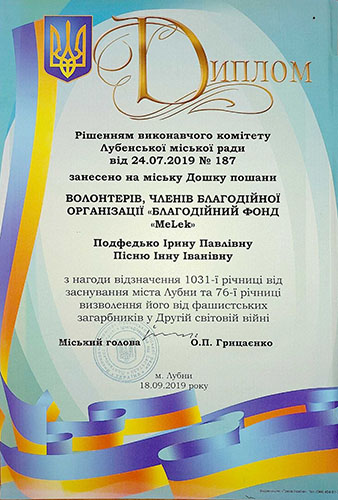 Диплом
Рішенням виконавчого комітету
Лубенської міської ради
від 24.07.2019 № 187
занесено на міську Дошку пошани
ВОЛОНТЕРІВ, ЧЛЕНІВ БЛАГОДІЙНОЇ
ОРГАНІЗАЦІЇ «БЛАГОДІЙНИЙ ФОНД
«MeLek»
Подфедько Ірину Павлівну
Пісню Інну Іванівну
з нагоди відзначення 1031-ї річниці від
заснування міста Лубни та 76-ї річниці
визволення його від фашистських
загарбників у Другій світовій війні
Міський голова О.П. Грицаєнко
м. Лубни
18.09.2019 року